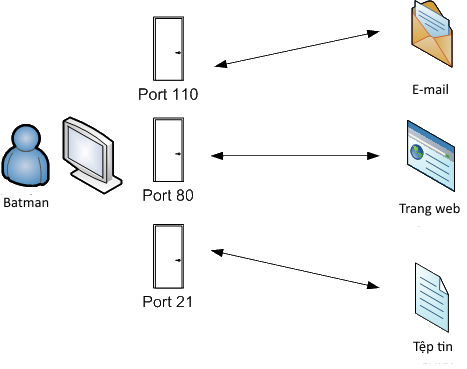 Port 110
E-mail
Batman
Port 80
Trang web
Port 21
Tệp tin